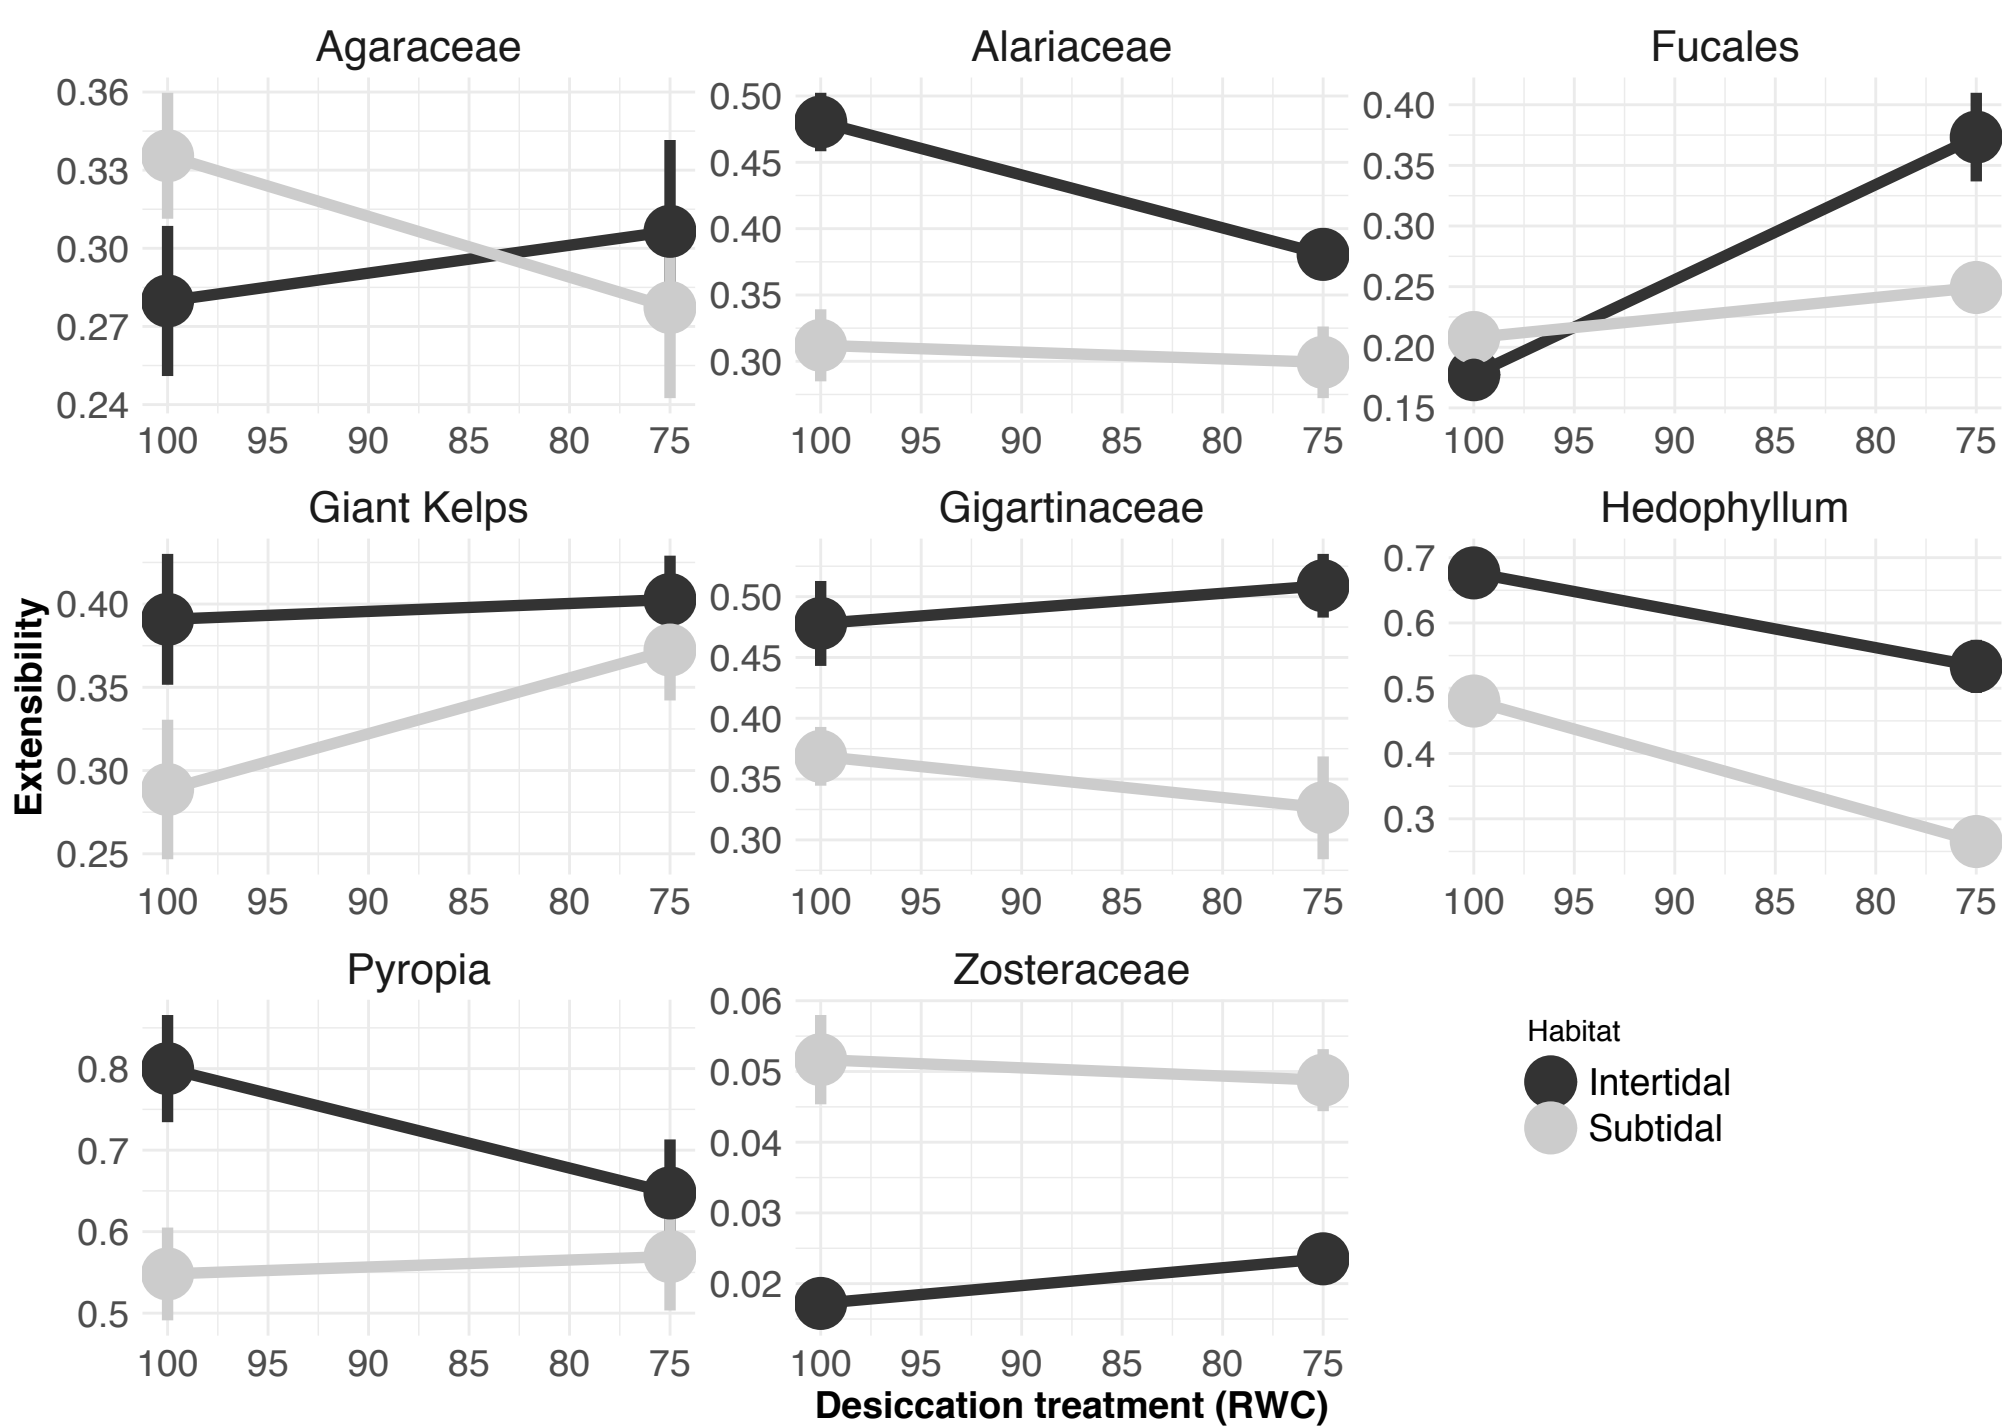 Agaraceae
Alariaceae
Fucales
0.36
0.33
0.30
0.27
0.24
0.50
0.45
0.40
0.35
0.30
0.40
0.35
0.30
0.25
0.20
0.15
100 95 90 85 80 75
100 95 90 85 80 75
100 95 90 85 80 75
Giant Kelps
Gigartinaceae
Hedophyllum
Extensibility
0.40
0.35
0.30
0.25
0.50
0.45
0.40
0.35
0.30
0.7
0.6
0.5
0.4
0.3
100 95 90 85 80 75
100 95 90 85 80 75
100 95 90 85 80 75
Pyropia
Zosteraceae
0.8
0.7
0.6
0.5
0.06
0.05
0.04
0.03
0.02
Habitat
Intertidal
Subtidal
100 95 90 85 80 75
100 95 90 85 80 75
Desiccation treatment (RWC)